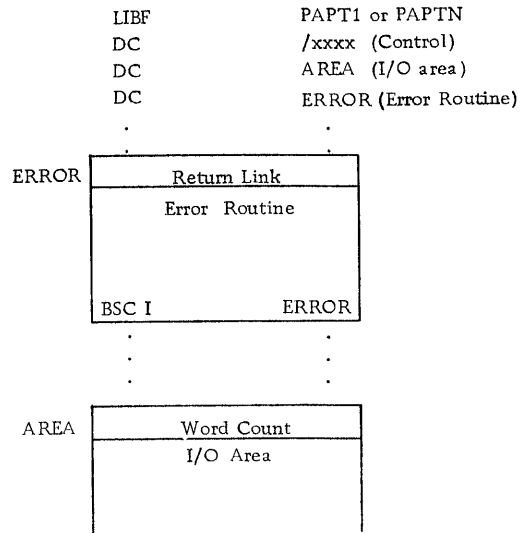 LIBF PAPT1 or PAPTN
DC /xxxx (Control)
DC AREA (I/O area)
DC ERROR (Error Routine)
. .
. .
ERROR Return Link
Error Routine
BSC I ERROR
. .
. .
. .
AREA Word Count
I/O Area